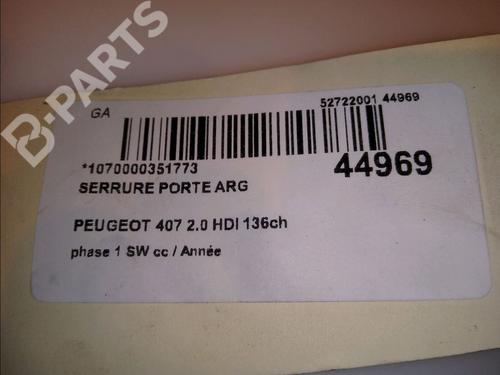 B-PARTS
GA
52722001 44969
*1070000351773
44969
SERRURE PORTE ARG
PEUGEOT 407 2.0 HDI 136ch
phase 1 SW cc / Année